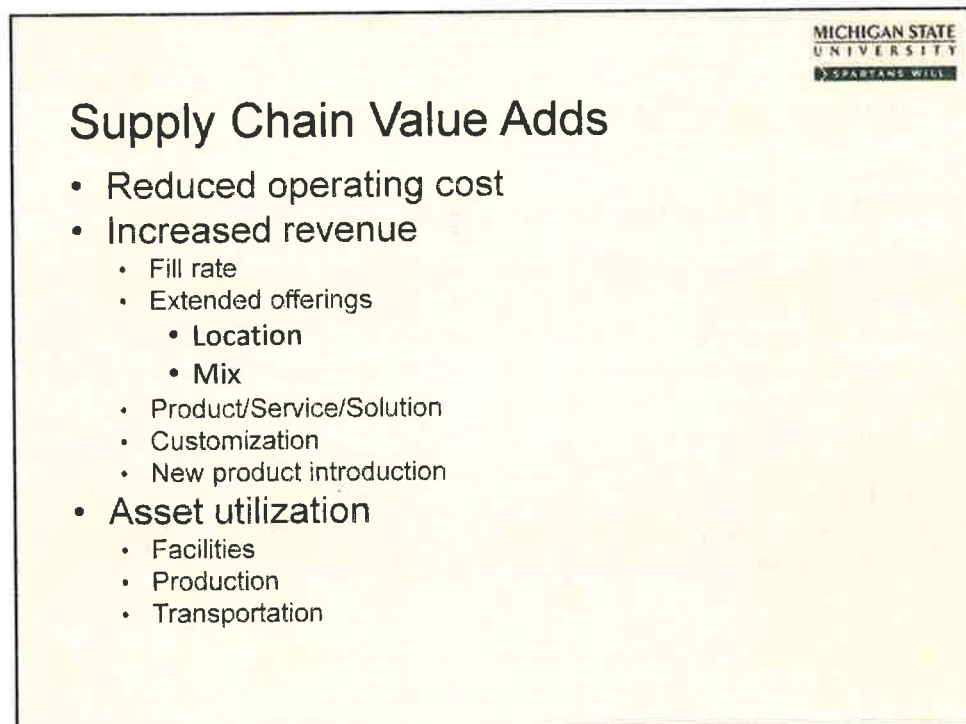 MICHIGAN STATE
UNIVERSITY
SPARTANS WILL.
Supply Chain Value Adds
• Reduced operating cost
• Increased revenue
• Fill rate
• Extended offerings
• Location
• Mix
• Product/Service/Solution
• Customization
• New product introduction
• Asset utilization
• Facilities
• Production
• Transportation